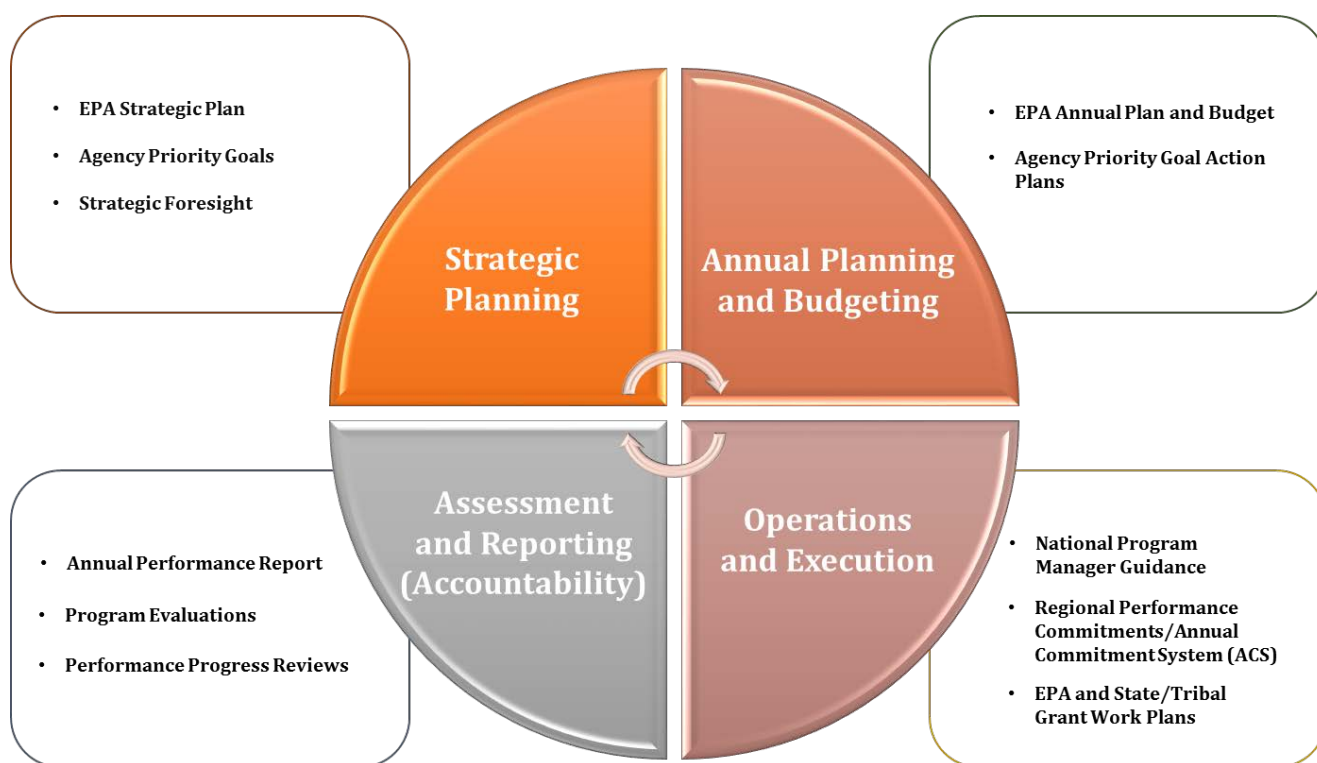 • EPA Strategic Plan
• Agency Priority Goals
• Strategic Foresight
Strategic
Planning
Annual Planning
and Budgeting
• EPA Annual Plan and Budget
• Agency Priority Goal Action
Plans
• Annual Performance Report
• Program Evaluations
• Performance Progress Reviews
Assessment
and Reporting
(Accountability)
Operations
and Execution
• National Program
Manager Guidance
• Regional Performance
Commitments/Annual
Commitment System (ACS)
• EPA and State/Tribal
Grant Work Plans